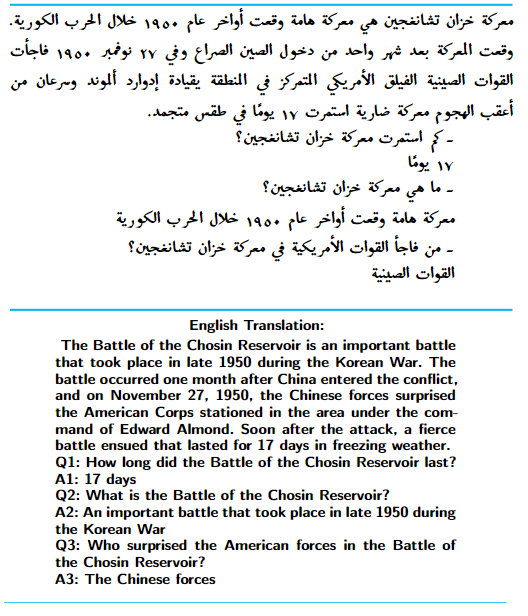 معركة خزان تشانغجين هي معركة هامة وقعت أواخر عام ١٩٥٠ خلال الحرب الكورية.
وقعت المعركة بعد شهر واحد من دخول الصين الصراع وفي ٢٧ نوفمبر ١٩٥٠ فاجأت
القوات الصينية الفيلق الأمريكي المتمركز في المنطقة بقيادة إدوارد ألموند وسرعان من
أعقب الهجوم معركة ضارية استمرت ١٧ يومًا في طقس متجمد.
- كم استمرت معركة خزان تشانغجين؟
١٧ يومًا
- ما هي معركة خزان تشانغجين؟
معركة هامة وقعت أواخر عام ١٩٥٠ خلال الحرب الكورية
- من فاجأ القوات الأمريكية في معركة خزان تشانغجين؟
القوات الصينية
English Translation:
The Battle of the Chosin Reservoir is an important battle
that took place in late 1950 during the Korean War. The
battle occurred one month after China entered the conflict,
and on November 27, 1950, the Chinese forces surprised
the American Corps stationed in the area under the com-
mand of Edward Almond. Soon after the attack, a fierce
battle ensued that lasted for 17 days in freezing weather.
Q1: How long did the Battle of the Chosin Reservoir last?
A1: 17 days
Q2: What is the Battle of the Chosin Reservoir?
A2: An important battle that took place in late 1950 during
the Korean War
Q3: Who surprised the American forces in the Battle of
the Chosin Reservoir?
A3: The Chinese forces